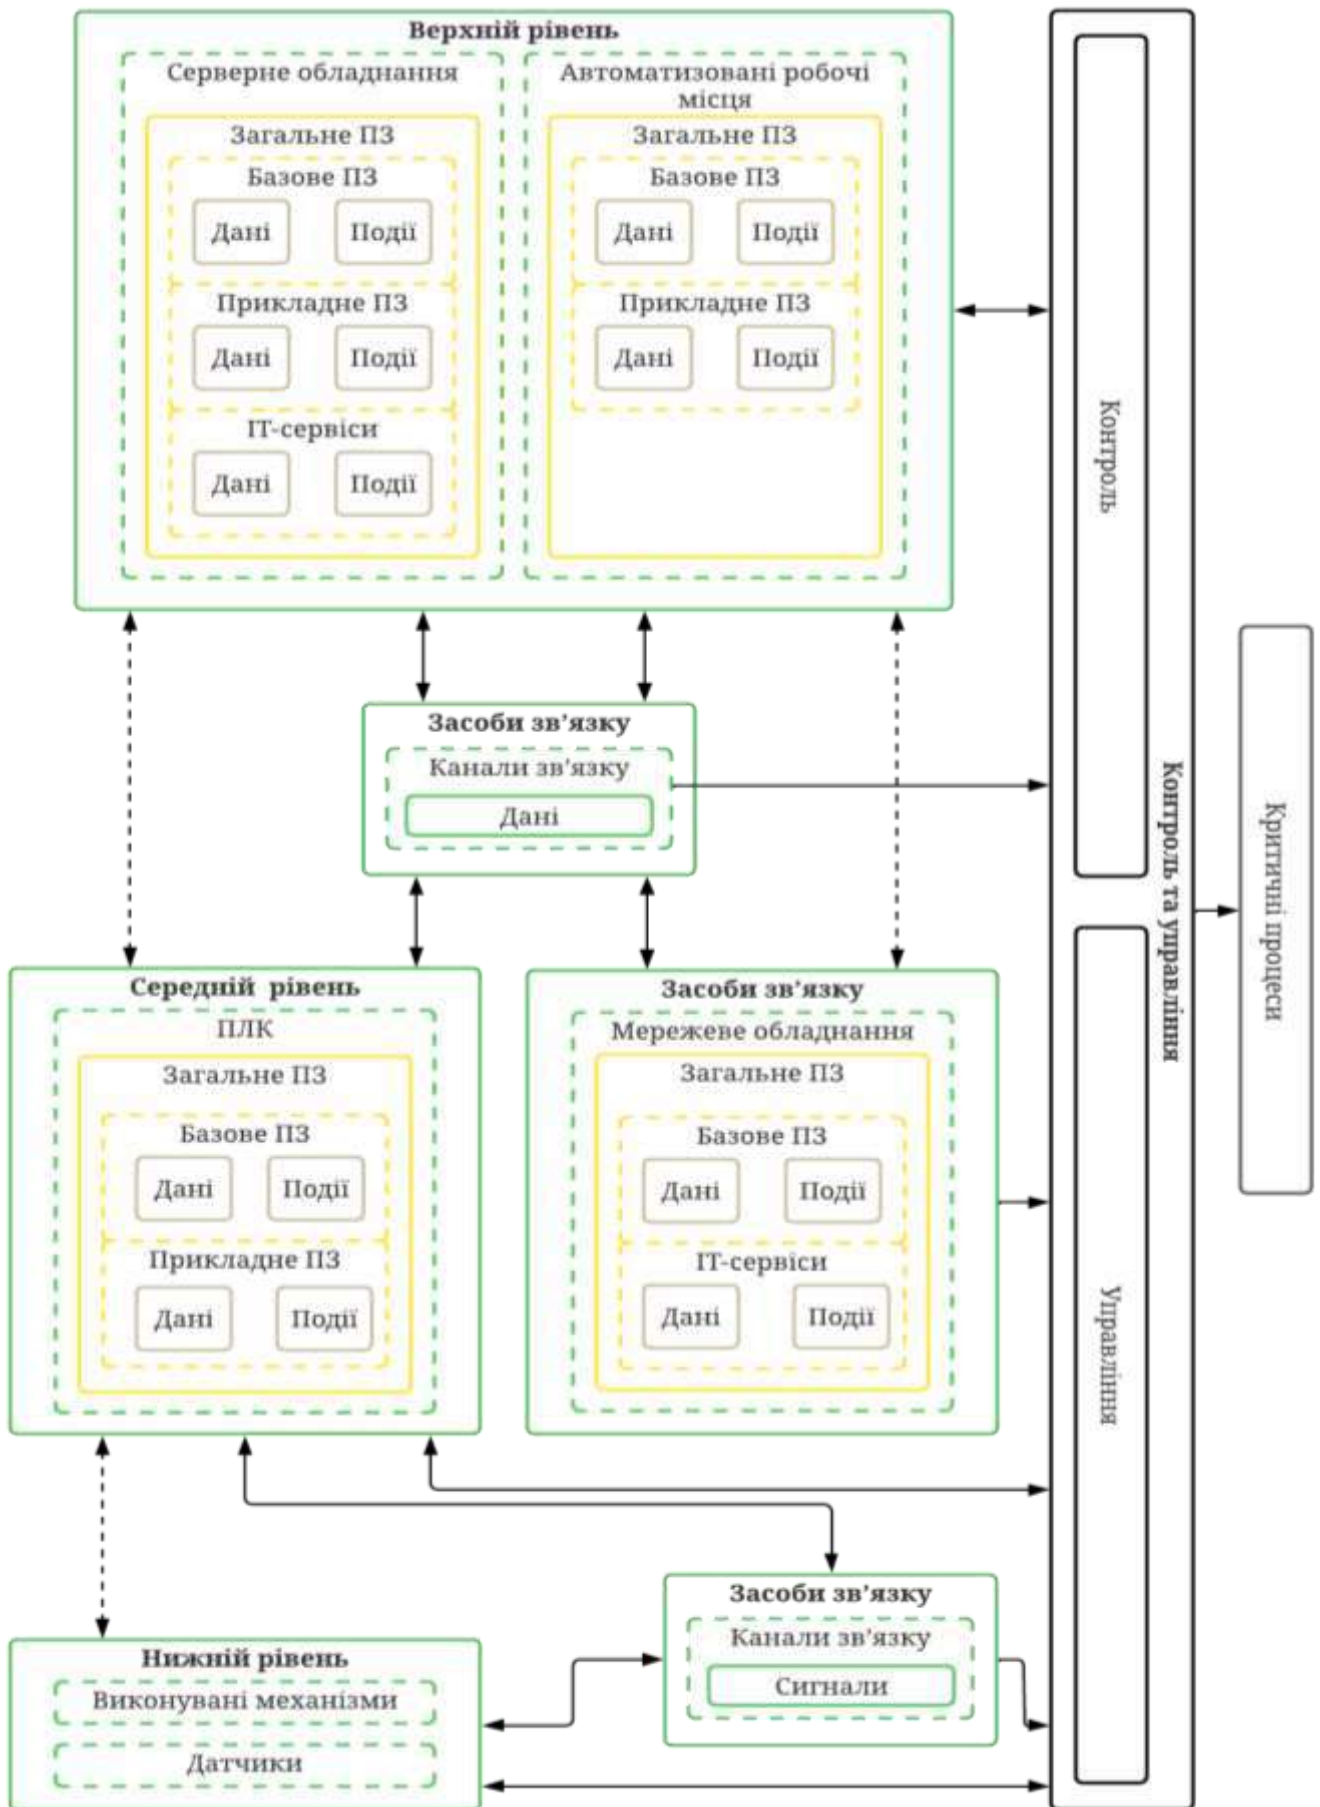 Верхній рівень
Серверне обладнання
Загальне ПЗ
Базове ПЗ
Дані
Події
Прикладне ПЗ
Дані
Події
ІТ-сервіси
Дані
Події
Автоматизовані робочі
місця
Загальне ПЗ
Базове ПЗ
Дані
Події
Прикладне ПЗ
Дані
Події
Засоби зв’язку
Канали зв'язку
Дані
Середній рівень
ПЛК
Загальне ПЗ
Базове ПЗ
Дані
Події
Прикладне ПЗ
Дані
Події
Засоби зв’язку
Мережеве обладнання
Загальне ПЗ
Базове ПЗ
Дані
Події
ІТ-сервіси
Дані
Події
Засоби зв’язку
Канали зв'язку
Сигнали
Нижній рівень
Виконувані механізми
Датчики
Контроль
Управління
Контроль та управління
Критичні процеси